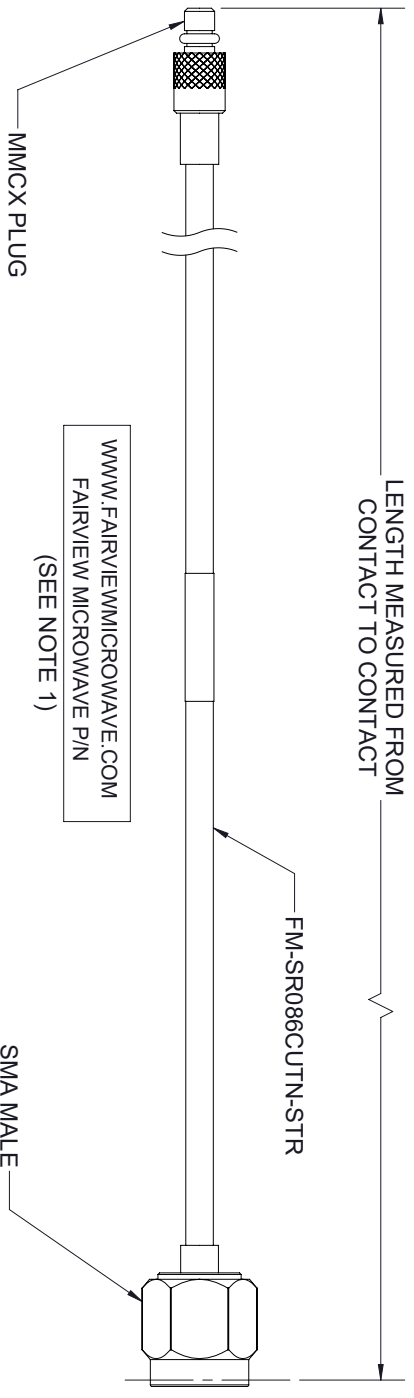 LENGTH MEASURED FROM
CONTACT TO CONTACT
FM-SR086CUTN-STR
MMCX PLUG
WWW.FAIRVIEWMICROWAVE.COM
FAIRVIEW MICROWAVE P/N
(SEE NOTE 1)
SMA MALE